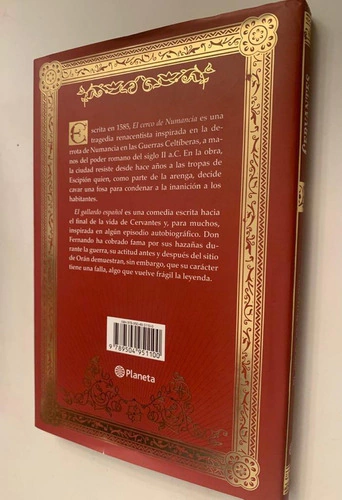 Escrita en 1585, El cerco de Numancia es una
tragedia renacentista inspirada en la de-
rrota de Numancia en las Guerras Celtíberas, a ma-
nos del poder romano del siglo II a.C. En la obra,
la ciudad resiste desde hace años a las tropas de
Escipión quien, como parte de la arenga, decide
cavar una fosa para condenar a la inanición a los
habitantes.
El gallardo español es una comedia escrita hacia
el final de la vida de Cervantes y, para muchos,
inspirada en algún episodio autobiográfico. Don
Fernando ha cobrado fama por sus hazañas du-
rante la guerra, su actitud antes y después del sitio
de Orán demuestran, sin embargo, que su carácter
tiene una falla, algo que vuelve frágil la leyenda.
9 789504 951100
Planeta